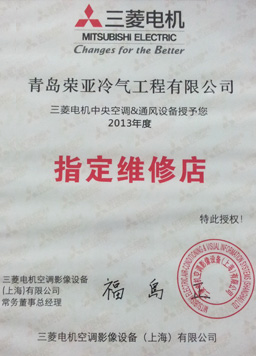 三菱电机
MITSUBISHI ELECTRIC
Changes for the Better
青岛荣亚冷气工程有限公司
三菱电机中央空调&通风设备授予您
2013年度
指定维修店
特此授权!
三菱电机空调影像设备
(上海)有限公司
常务董事总经理
福島
三菱电机空调影像设备（上海）有限公司